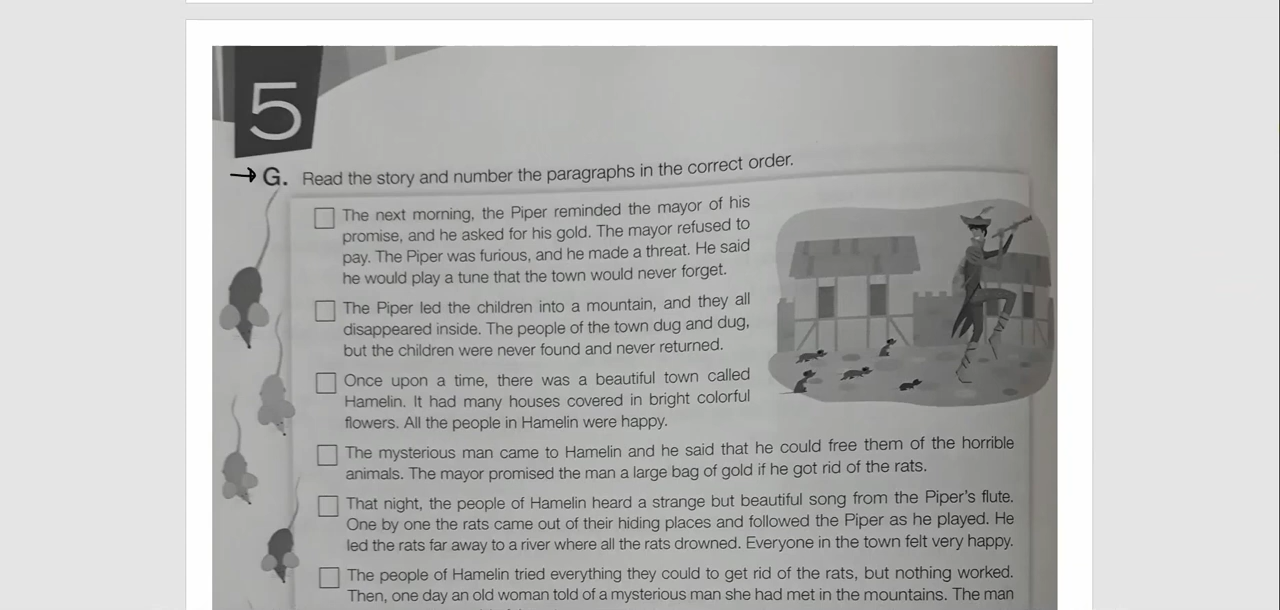 5
G. Read the story and number the paragraphs in the correct order.
The next morning, the Piper reminded the mayor of his
promise, and he asked for his gold. The mayor refused to
pay. The Piper was furious, and he made a threat. He said
he would play a tune that the town would never forget.
The Piper led the children into a mountain, and they all
disappeared inside. The people of the town dug and dug,
but the children were never found and never returned.
Once upon a time, there was a beautiful town called
Hamelin. It had many houses covered in bright colorful
flowers. All the people in Hamelin were happy.
The mysterious man came to Hamelin and he said that he could free them of the horrible
animals. The mayor promised the man a large bag of gold if he got rid of the rats.
That night, the people of Hamelin heard a strange but beautiful song from the Piper's flute.
One by one the rats came out of their hiding places and followed the Piper as he played. He
led the rats far away to a river where all the rats drowned. Everyone in the town felt very happy.
The people of Hamelin tried everything they could to get rid of the rats, but nothing worked.
Then, one day an old woman told of a mysterious man she had met in the mountains. The man